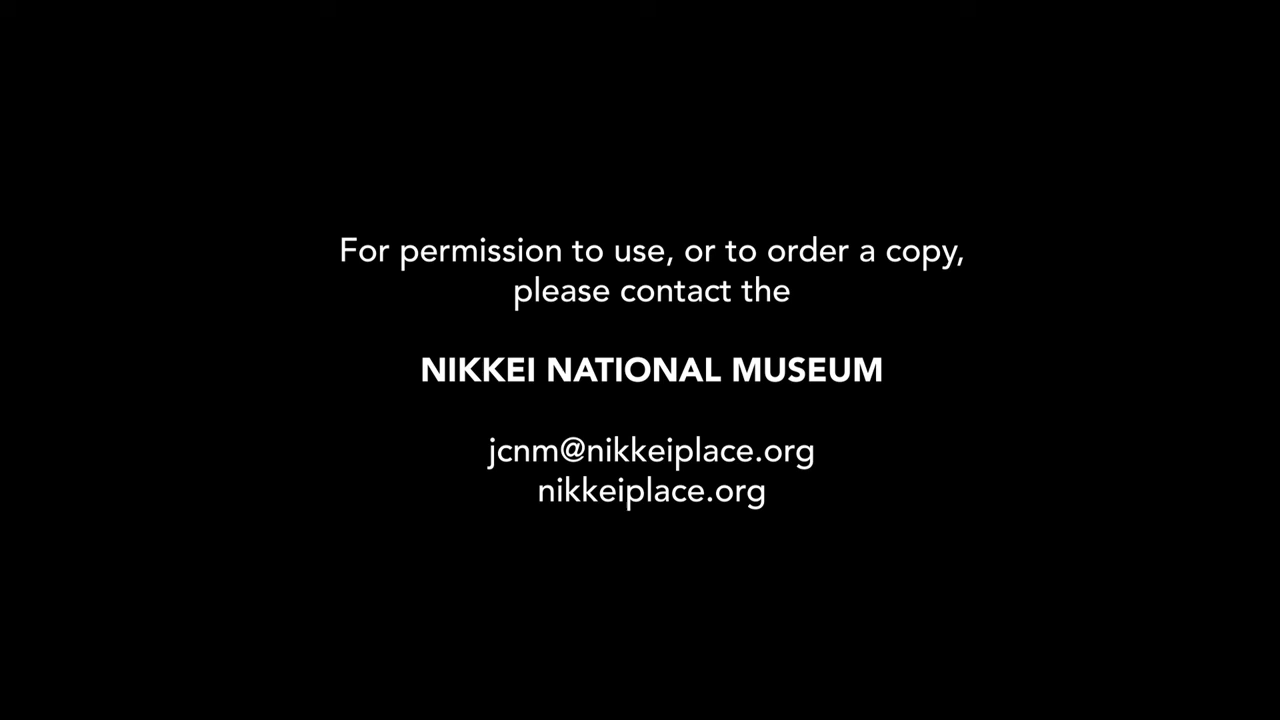 For permission to use, or to order a copy,
please contact the
NIKKEI NATIONAL MUSEUM
jcnm@nikkeiplace.org
nikkeiplace.org